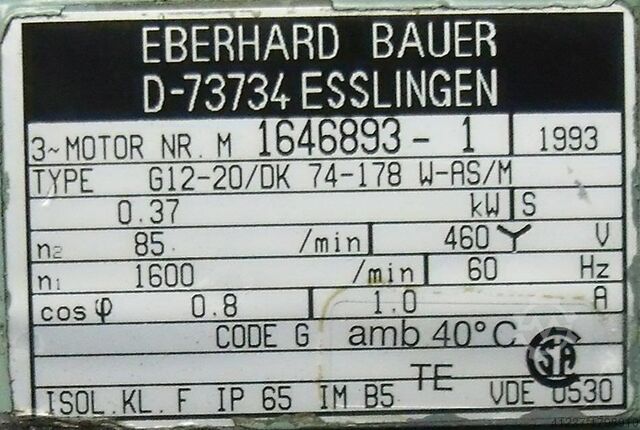 EBERHARD BAUER
D-73734 ESSLINGEN
3~MOTOR NR. M 1646893 - 1 1993
TYPE G12-20/DK 74-178 W-AS/M
0.37 kW S
n₂ 85 /min 460 Y V
n₁ 1600 /min 60 Hz
cos φ 0.8 1.0 A
CODE G amb 40°C
SA
TE
ISOL.KL. F IP 65 IM B5 VDE 0530